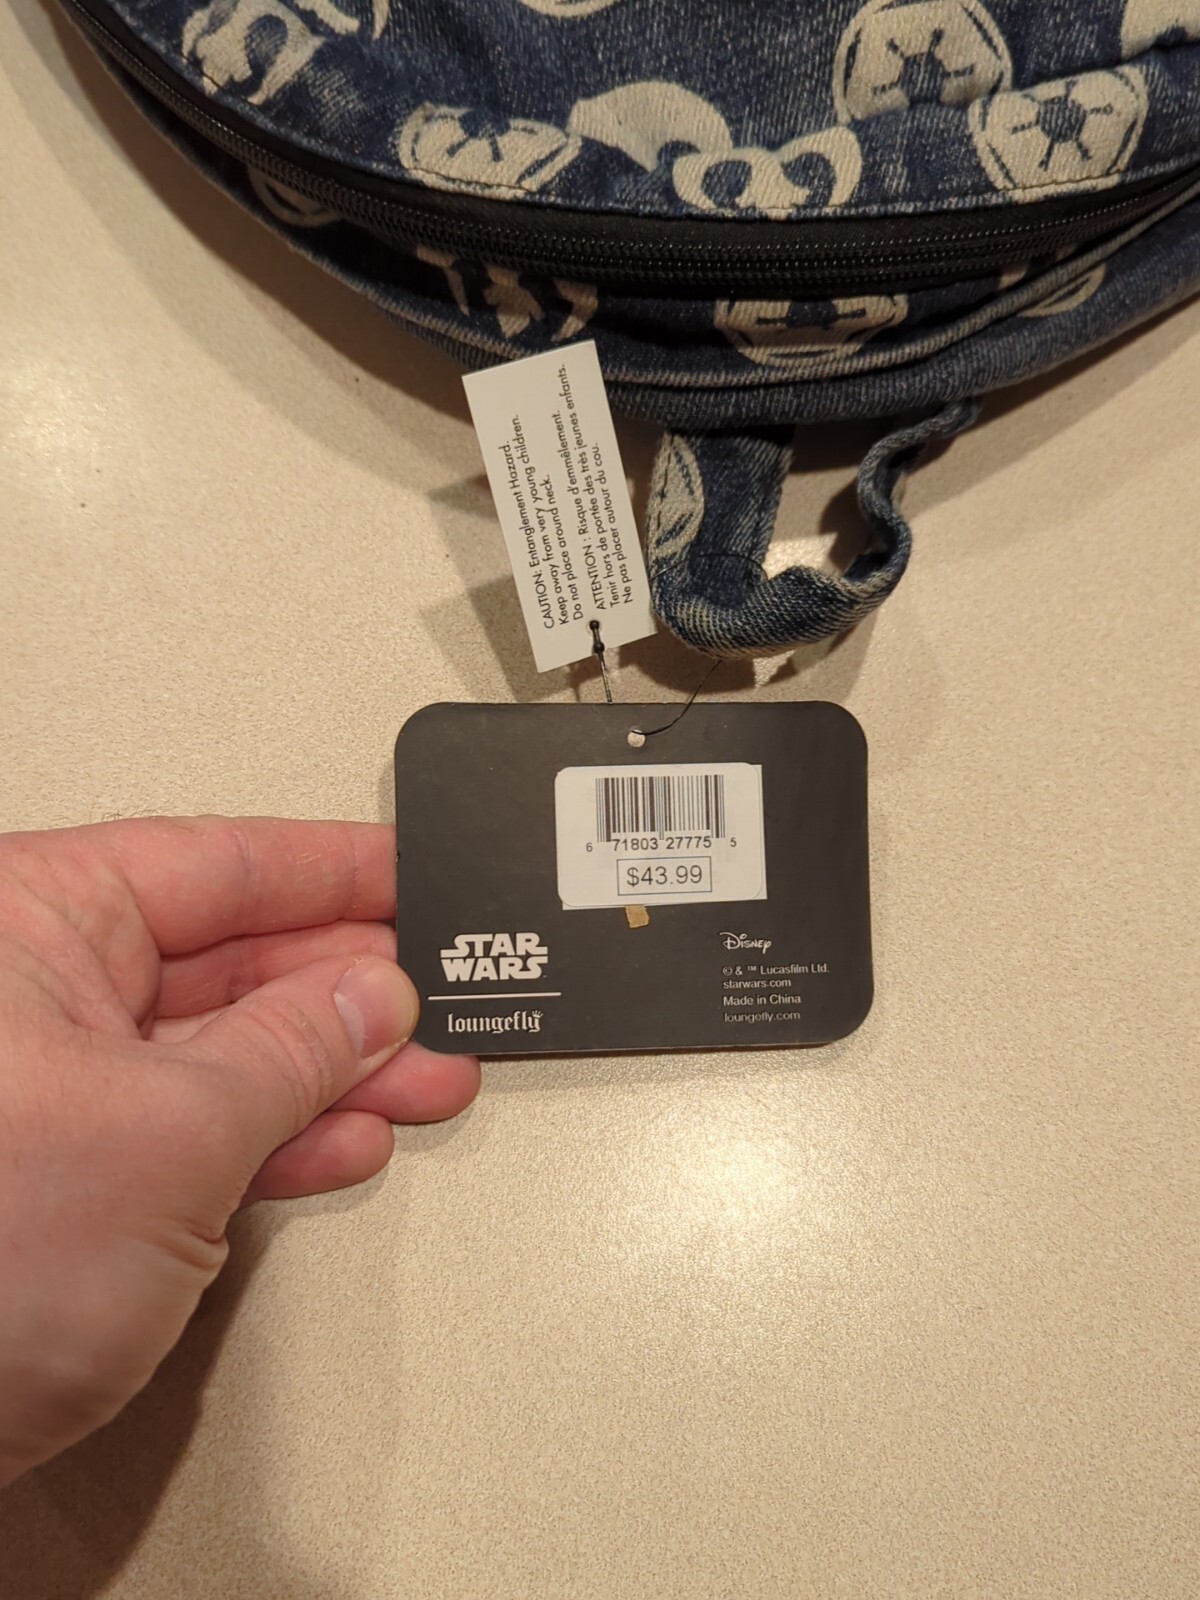 CAUTION: Entanglement Hazard.
Keep away from very young children.
Do not place around neck.
ATTENTION : Risque d'emmêlement.
Tenir hors de portée des très jeunes enfants.
Ne pas placer autour du cou.
6 71803 27775 5
$43.99
STAR
WARS
loungefly
Disney
© & ™ Lucasfilm Ltd.
starwars.com
Made in China
loungefly.com